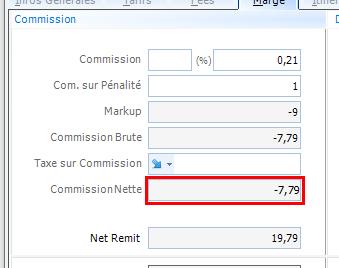 Infos Générales Tarifs Fees Marge
Commission
Commission (%) 0,21
Com. sur Pénalité 1
Markup -9
Commission Brute -7,79
Taxe sur Commission
Commission Nette -7,79
Net Remit 19,79